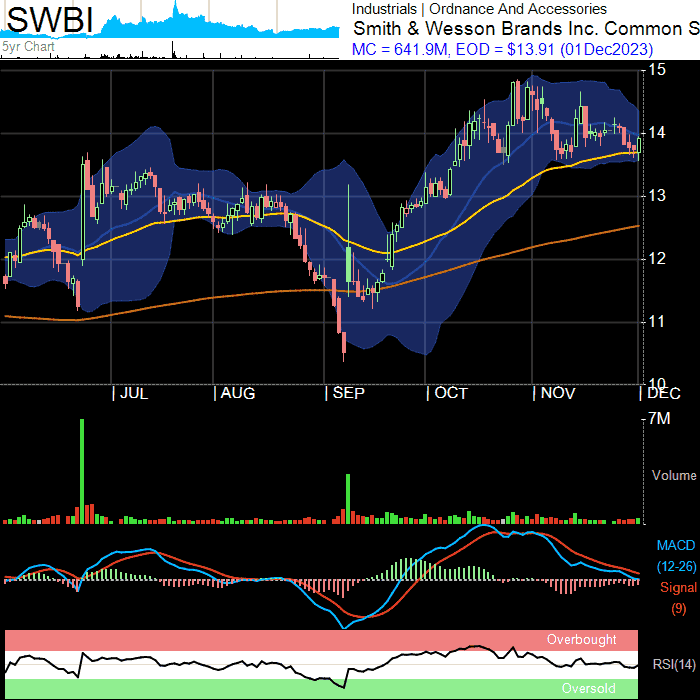 SWBI
5yr Chart
Industrials | Ordnance And Accessories
Smith & Wesson Brands Inc. Common S
MC = 641.9M, EOD = $13.91 (01Dec2023)
15
14
13
12
11
10
| JUL | AUG | SEP | OCT | NOV | DEC
7M
Volume
MACD
(12-26)
Signal
(9)
Overbought
RSI(14)
Oversold